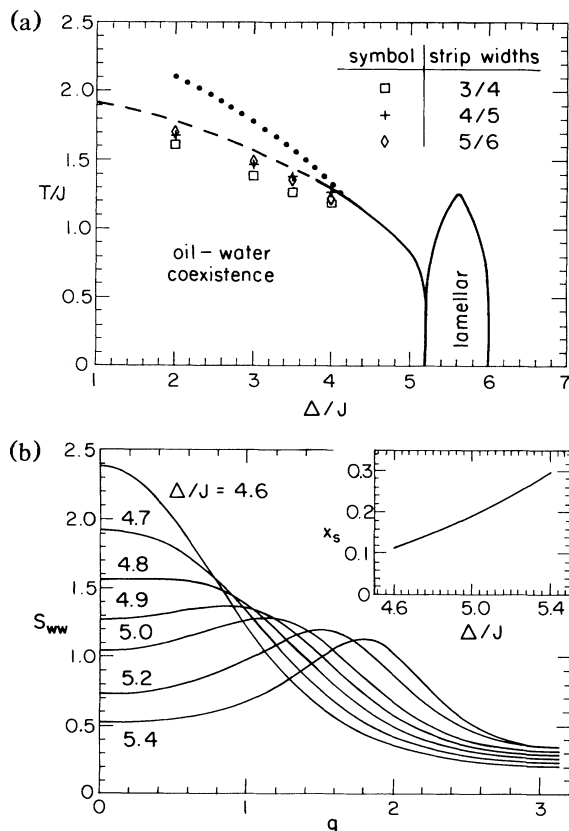 (a)
2.5
2.0
1.5
1.0
0.5
0
T/J
symbol strip widths
□ 3/4
+ 4/5
◊ 5/6
oil – water
coexistence
lamellar
1 2 3 4 5 6 7
Δ/J
(b)
2.5
2.0
1.5
1.0
0.5
0
S_WW
Δ/J = 4.6
4.7
4.8
4.9
5.0
5.2
5.4
0 1 2 3
q
0.3
0.2
0.1
0
x_s
4.6 5.0 5.4
Δ/J